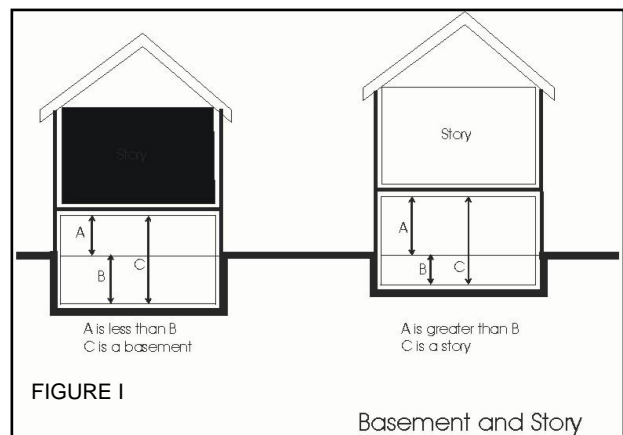 Story
Story
A
B
C
A
B
C
A is less than B
C is a basement
A is greater than B
C is a story
FIGURE I
Basement and Story